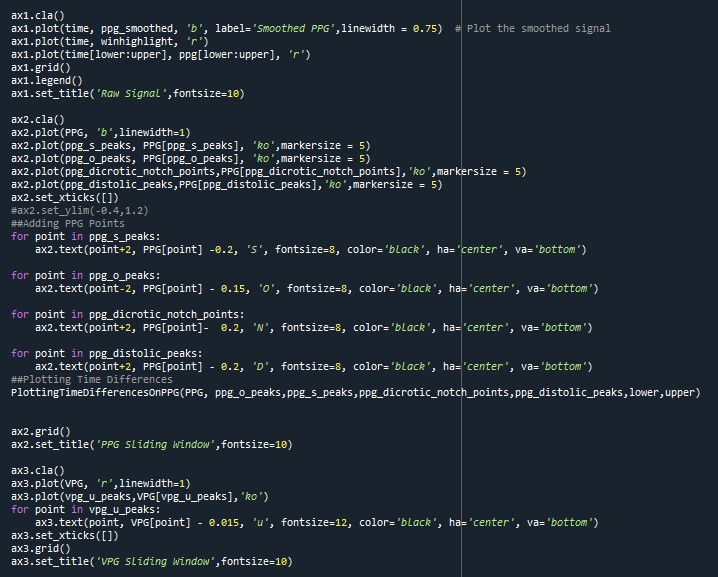 ax1.cla()
ax1.plot(time, ppg_smoothed, 'b', label='Smoothed PPG',linewidth = 0.75)  # Plot the smoothed signal
ax1.plot(time, winhighlight, 'r')
ax1.plot(time[lower:upper], ppg[lower:upper], 'r')
ax1.grid()
ax1.legend()
ax1.set_title('Raw Signal',fontsize=10)

ax2.cla()
ax2.plot(PPG, 'b',linewidth=1)
ax2.plot(ppg_s_peaks, PPG[ppg_s_peaks], 'ko',markersize = 5)
ax2.plot(ppg_o_peaks, PPG[ppg_o_peaks], 'ko',markersize = 5)
ax2.plot(ppg_dicrotic_notch_points,PPG[ppg_dicrotic_notch_points],'ko',markersize = 5)
ax2.plot(ppg_distolic_peaks,PPG[ppg_distolic_peaks],'ko',markersize = 5)
ax2.set_xticks([])
#ax2.set_ylim(-0.4,1.2)
##Adding PPG Points
for point in ppg_s_peaks:
    ax2.text(point+2, PPG[point] -0.2, 'S', fontsize=8, color='black', ha='center', va='bottom')

for point in ppg_o_peaks:
    ax2.text(point-2, PPG[point] - 0.15, 'O', fontsize=8, color='black', ha='center', va='bottom')

for point in ppg_dicrotic_notch_points:
    ax2.text(point+2, PPG[point]-  0.2, 'N', fontsize=8, color='black', ha='center', va='bottom')

for point in ppg_distolic_peaks:
    ax2.text(point+2, PPG[point] - 0.2, 'D', fontsize=8, color='black', ha='center', va='bottom')
##Plotting Time Differences
PlottingTimeDifferencesOnPPG(PPG, ppg_o_peaks,ppg_s_peaks,ppg_dicrotic_notch_points,ppg_distolic_peaks,lower,upper)

ax2.grid()
ax2.set_title('PPG Sliding Window',fontsize=10)

ax3.cla()
ax3.plot(VPG, 'r',linewidth=1)
ax3.plot(vpg_u_peaks,VPG[vpg_u_peaks],'ko')
for point in vpg_u_peaks:
    ax3.text(point, VPG[point] - 0.015, 'u', fontsize=12, color='black', ha='center', va='bottom')
ax3.set_xticks([])
ax3.grid()
ax3.set_title('VPG Sliding Window',fontsize=10)